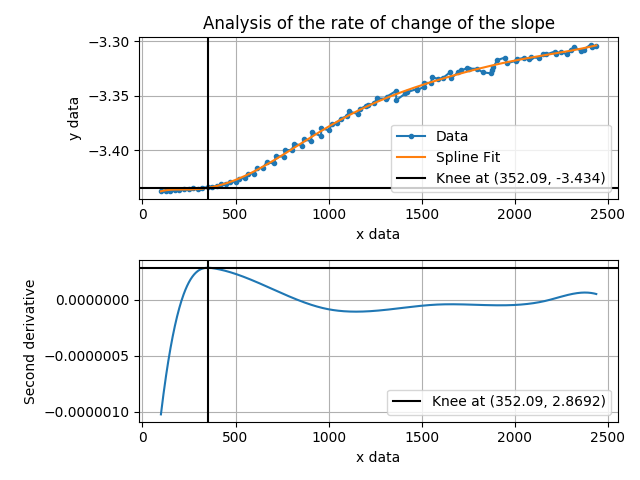 Analysis of the rate of change of the slope
−3.30
−3.35
−3.40
y data
Data
Spline Fit
Knee at (352.09, -3.434)
0 500 1000 1500 2000 2500
x data
0.0000000
−0.0000005
−0.0000010
Second derivative
Knee at (352.09, 2.8692)
0 500 1000 1500 2000 2500
x data